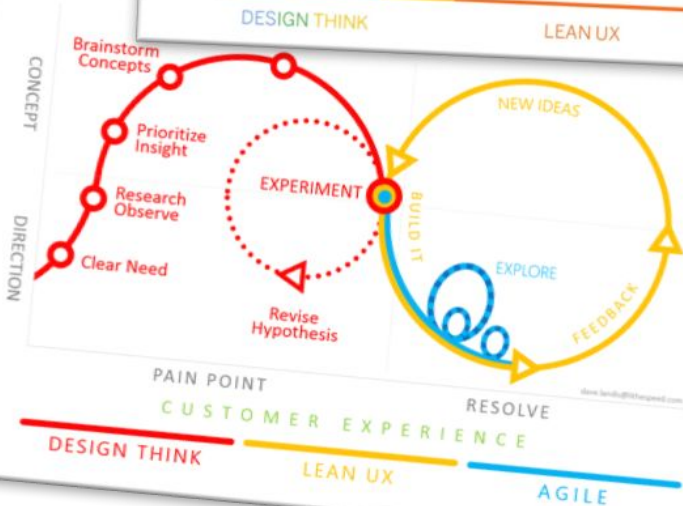 DESIGN THINK
LEAN UX
CONCEPT
DIRECTION
Brainstorm
Concepts
Prioritize
Insight
Research
Observe
Clear Need
EXPERIMENT
Revise
Hypothesis
NEW IDEAS
BUILD IT
EXPLORE
FEEDBACK
PAIN POINT
RESOLVE
CUSTOMER EXPERIENCE
DESIGN THINK
LEAN UX
AGILE